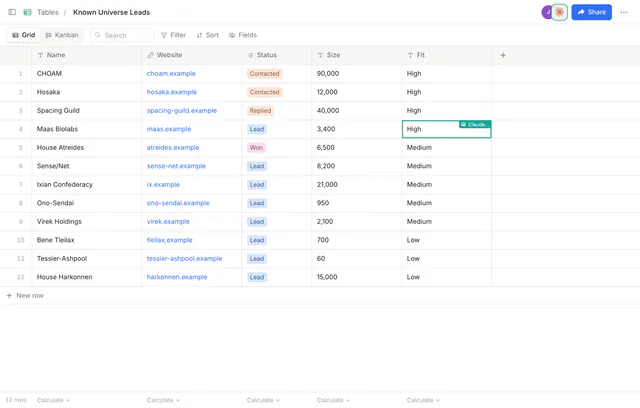 Tables / Known Universe Leads
J
Share
Grid
Kanban
Search
Filter
Sort
Fields
Name Website Status Size Fit
1 CHOAM choam.example Contacted 90,000 High
2 Hosaka hosaka.example Contacted 12,000 High
3 Spacing Guild spacing-guild.example Replied 40,000 High
Claude...
4 Maas Biolabs maas.example Lead 3,400 High
5 House Atreides atreides.example Won 6,500 Medium
6 Sense/Net sense-net.example Lead 8,200 Medium
7 Ixian Confederacy ix.example Lead 21,000 Medium
8 Ono-Sendai ono-sendai.example Lead 950 Medium
9 Virek Holdings virek.example Lead 2,100 Medium
10 Bene Tleilax tleilax.example Lead 700 Low
11 Tessier-Ashpool tessier-ashpool.example Lead 60 Low
12 House Harkonnen harkonnen.example Lead 15,000 Low
New row
12 rows Calculate Calculate Calculate Calculate Calculate